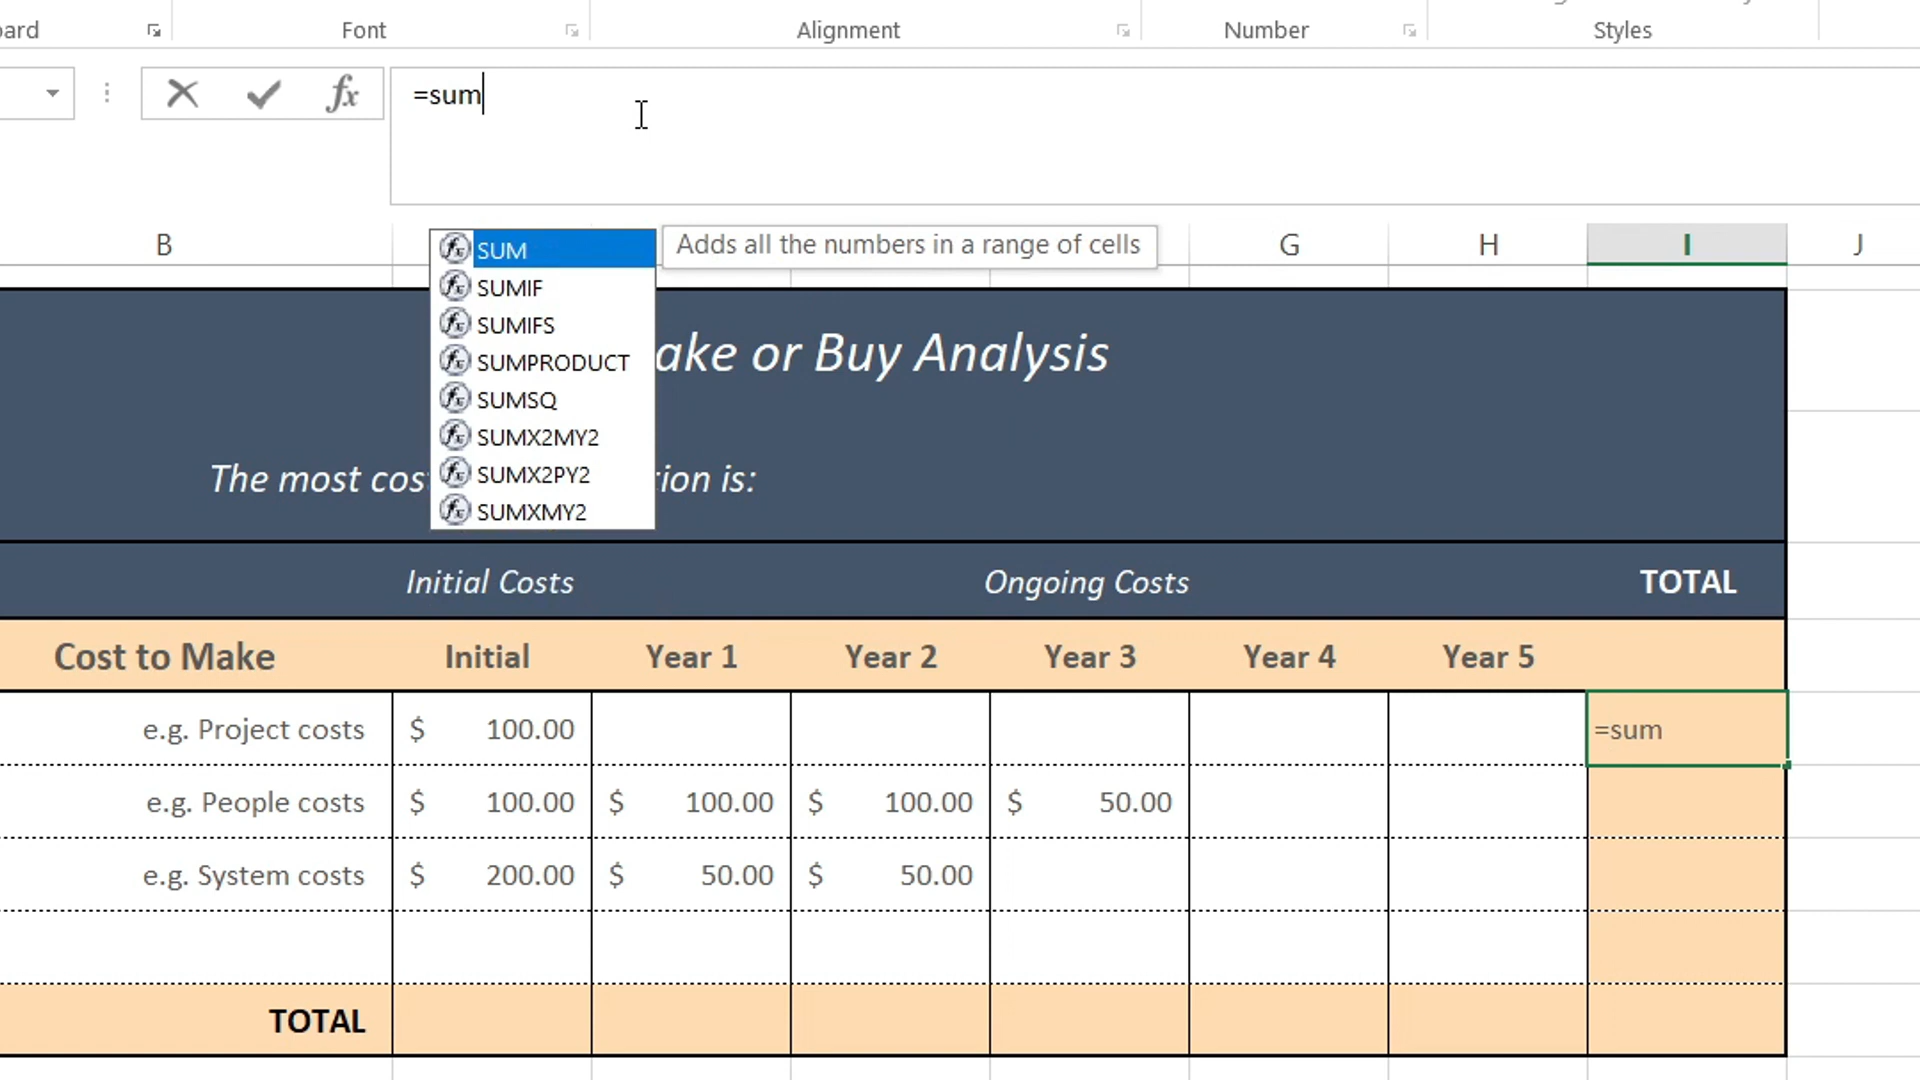 ard Font Alignment Number Styles
fx =sum
B G H I J
SUM Adds all the numbers in a range of cells
SUMIF
SUMIFS
SUMPRODUCT
SUMSQ
SUMX2MY2
SUMX2PY2
SUMXMY2
ake or Buy Analysis
The most cos tion is:
Initial Costs Ongoing Costs TOTAL
Cost to Make Initial Year 1 Year 2 Year 3 Year 4 Year 5
e.g. Project costs $ 100.00 =sum
e.g. People costs $ 100.00 $ 100.00 $ 100.00 $ 50.00
e.g. System costs $ 200.00 $ 50.00 $ 50.00
TOTAL